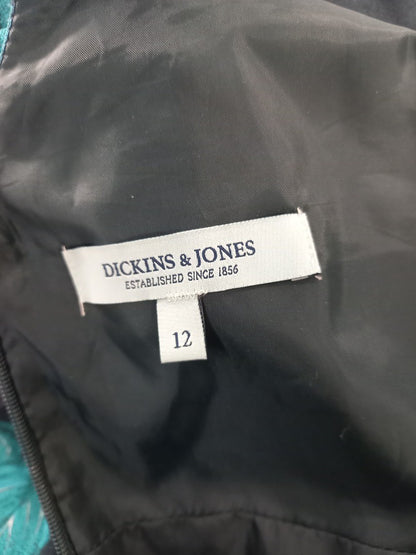 DICKINS & JONES
ESTABLISHED SINCE 1856
12